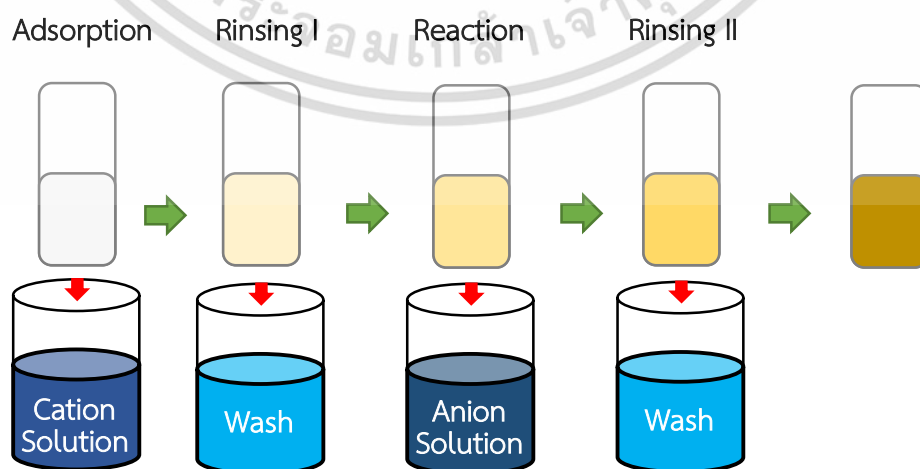 Adsorption
Rinsing I
Reaction
Rinsing II
Cation
Solution
Wash
Anion
Solution
Wash